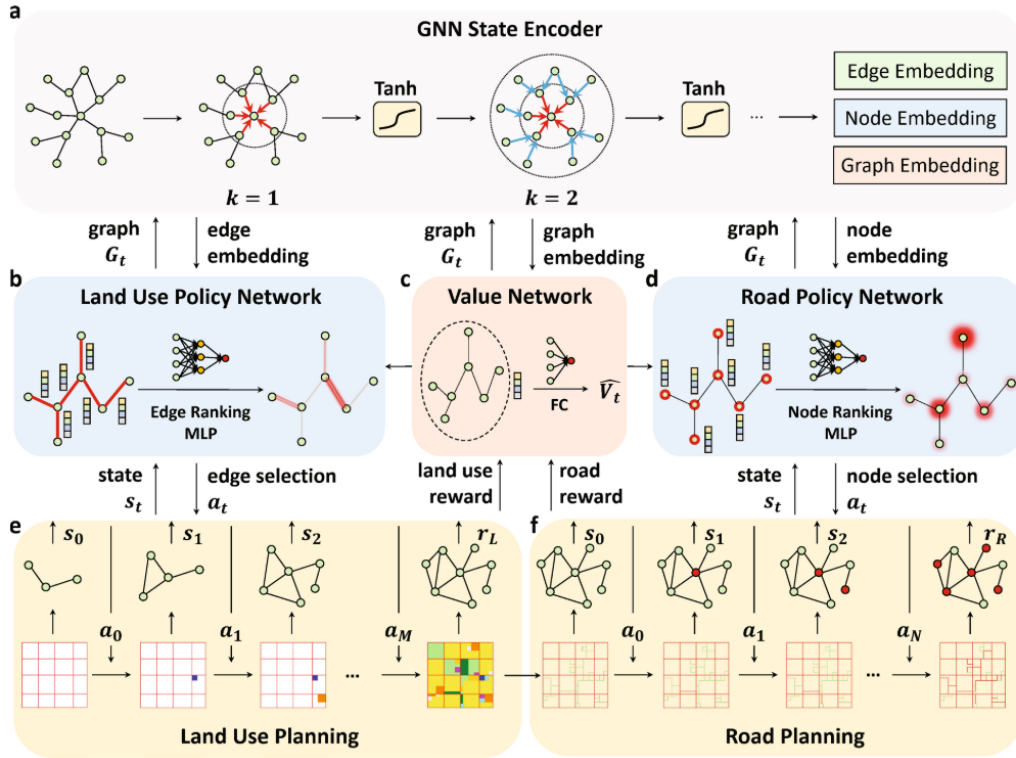 a
GNN State Encoder
Tanh
Tanh
...
Edge Embedding
Node Embedding
Graph Embedding
k = 1
k = 2
graph
G_t
edge
embedding
graph
G_t
graph
embedding
graph
G_t
node
embedding
b
Land Use Policy Network
Edge Ranking
MLP
c
Value Network
FC
V̂_t
d
Road Policy Network
Node Ranking
MLP
state
s_t
edge selection
a_t
land use
reward
road
reward
state
s_t
node selection
a_t
e
s_0
s_1
s_2
r_L
a_0
a_1
...
a_M
Land Use Planning
f
s_0
s_1
s_2
r_R
a_0
a_1
...
a_N
Road Planning